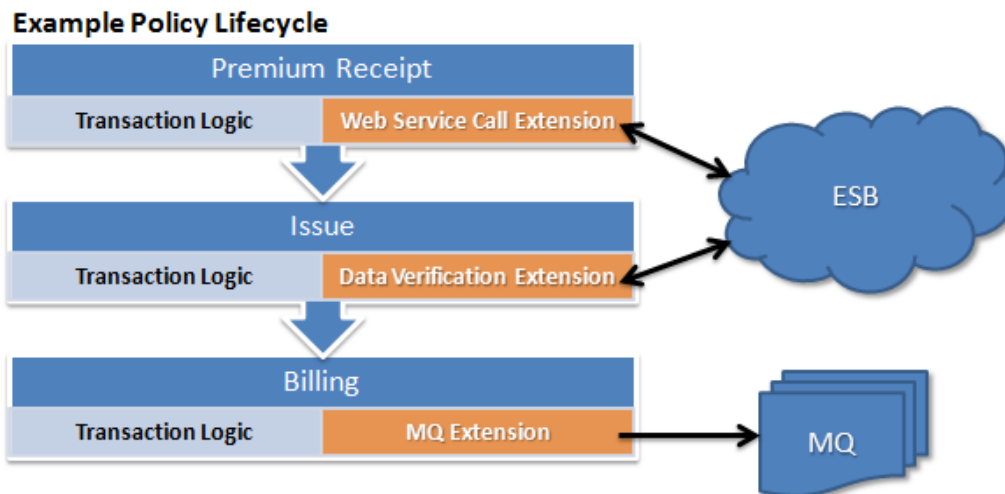 Example Policy Lifecycle
Premium Receipt
Transaction Logic
Web Service Call Extension
ESB
Issue
Transaction Logic
Data Verification Extension
Billing
Transaction Logic
MQ Extension
MQ